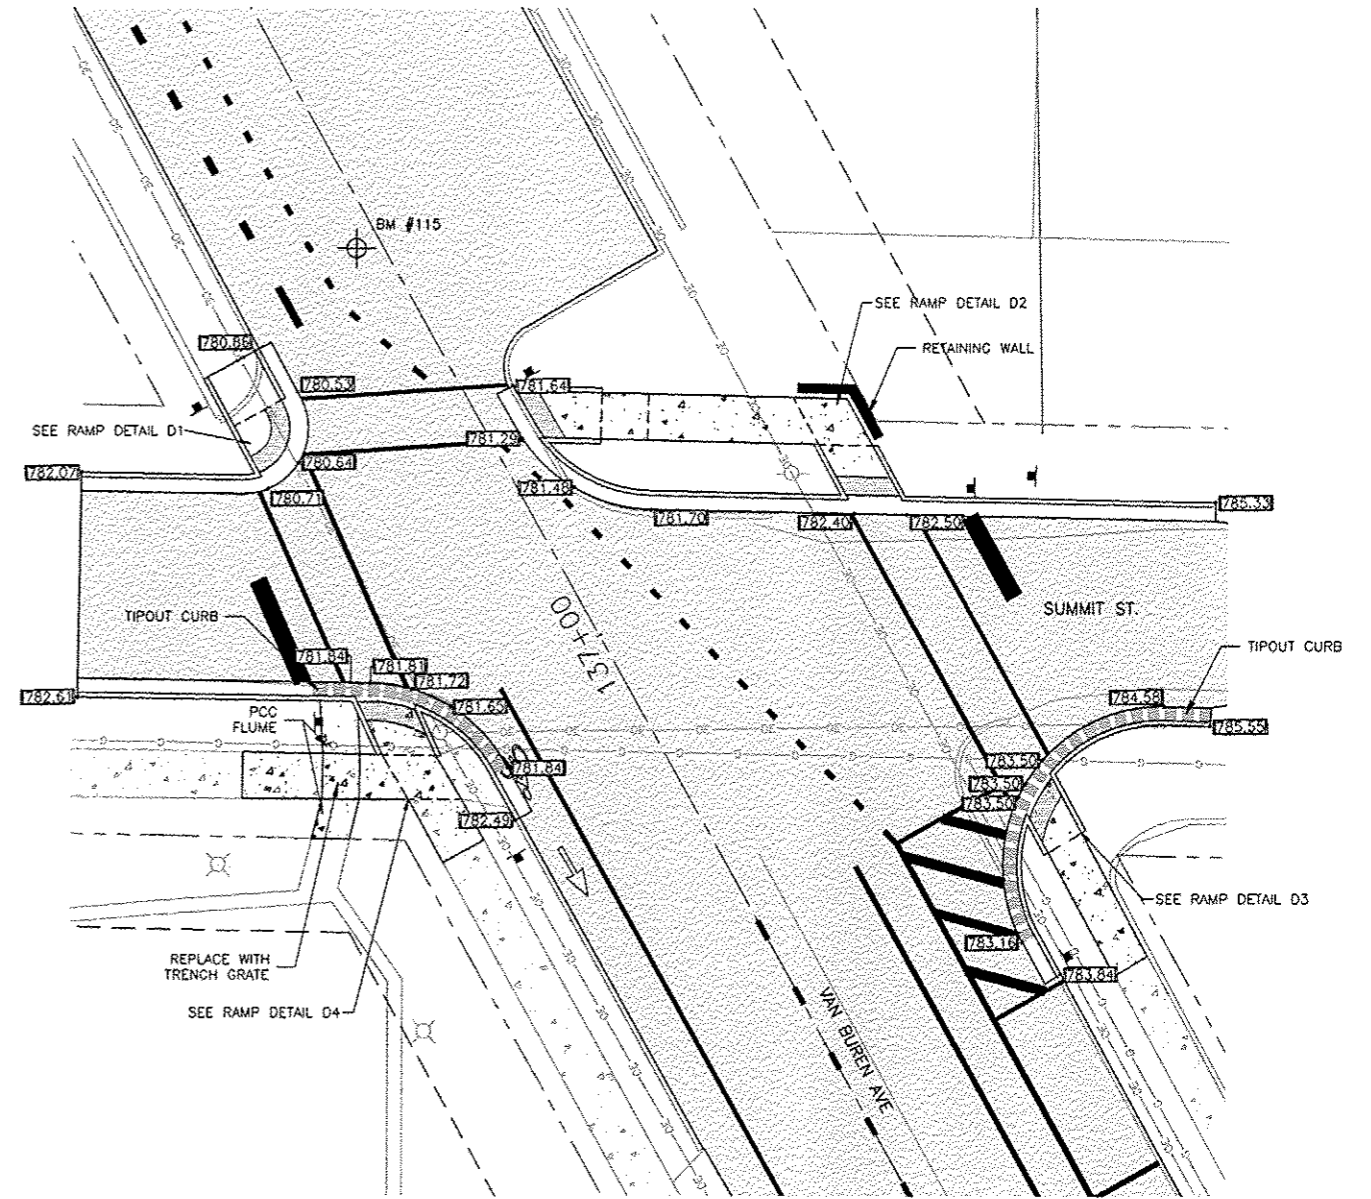 BM #115
SEE RAMP DETAIL D2
RETAINING WALL
780.86
780.53
781.64
SEE RAMP DETAIL D1
781.29
782.07
780.64
780.71
781.48
781.70
782.40
782.50
785.33
137+00
SUMMIT ST.
TIPOUT CURB
TIPOUT CURB
781.84
781.81
781.72
781.65
782.61
784.58
785.55
PCC
FLUME
781.84
783.50
783.50
783.50
782.49
SEE RAMP DETAIL D3
783.16
783.84
REPLACE WITH
TRENCH GRATE
SEE RAMP DETAIL D4
VAN BUREN AVE